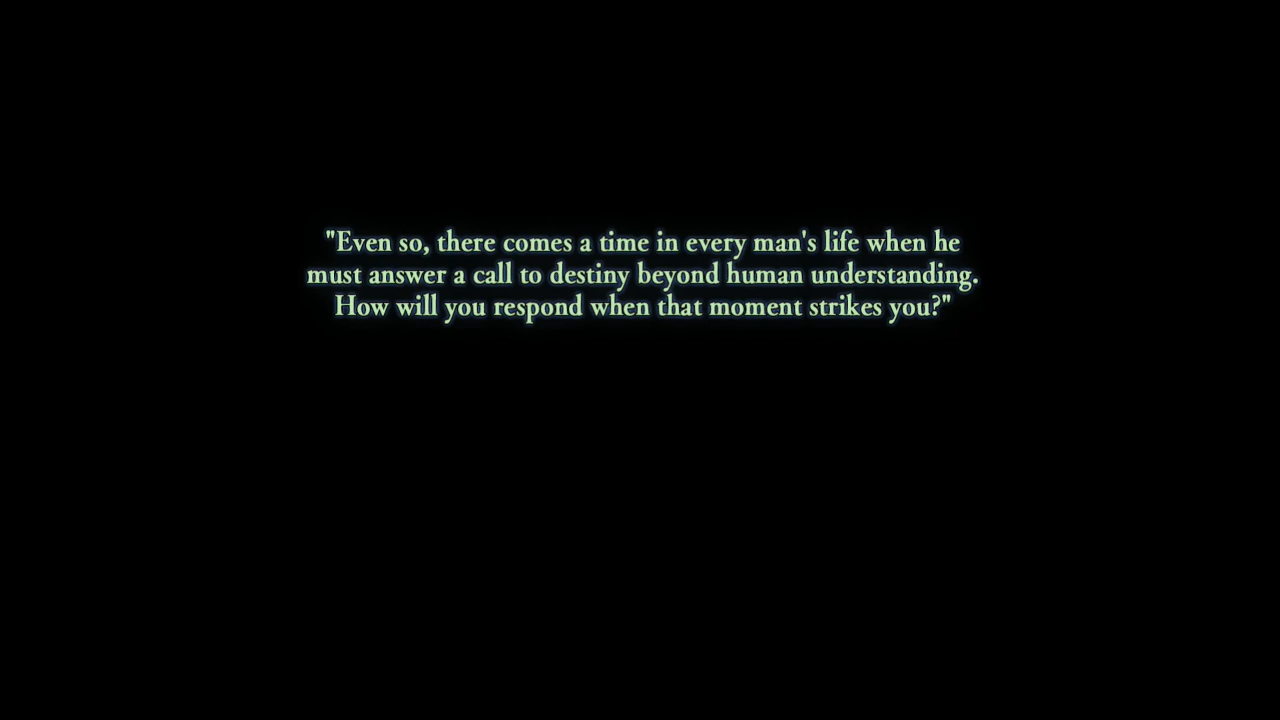 "Even so, there comes a time in every man's life when he
must answer a call to destiny beyond human understanding.
How will you respond when that moment strikes you?"